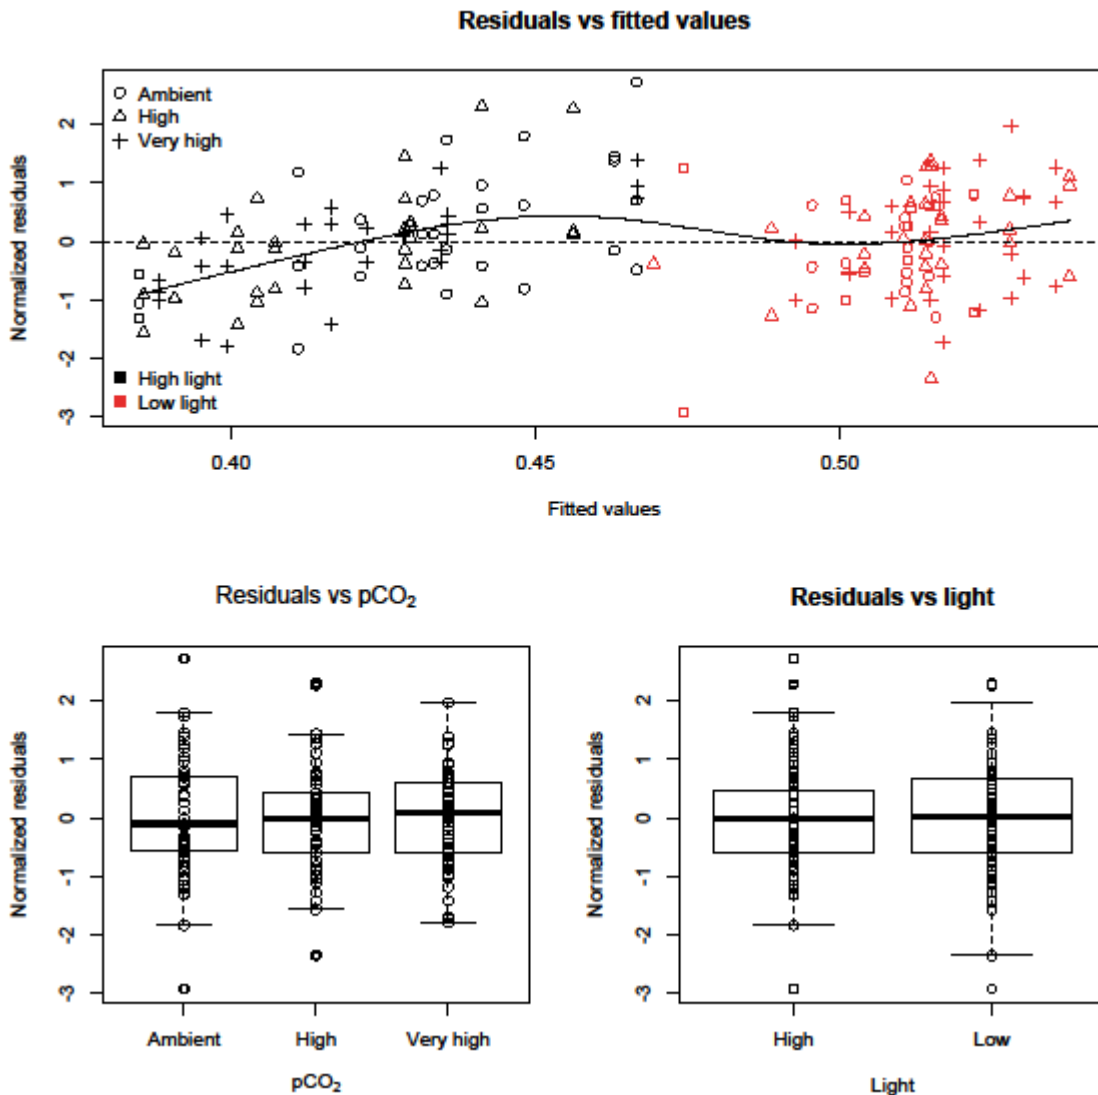 Residuals vs fitted values
Normalized residuals
2
1
0
-1
-2
-3
Ambient
High
Very high
High light
Low light
0.40
0.45
0.50
Fitted values
Residuals vs pCO₂
Normalized residuals
2
1
0
-1
-2
-3
Ambient
High
Very high
pCO₂
Residuals vs light
Normalized residuals
2
1
0
-1
-2
-3
High
Low
Light